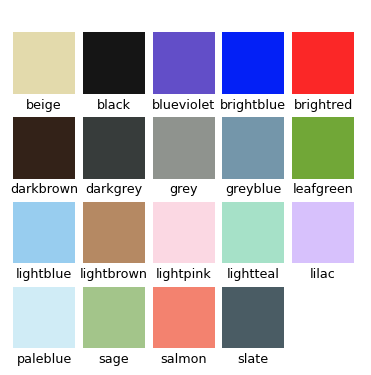 beige black blueviolet brightblue brightred
darkbrown darkgrey grey greyblue leafgreen
lightblue lightbrown lightpink lightteal lilac
paleblue sage salmon slate